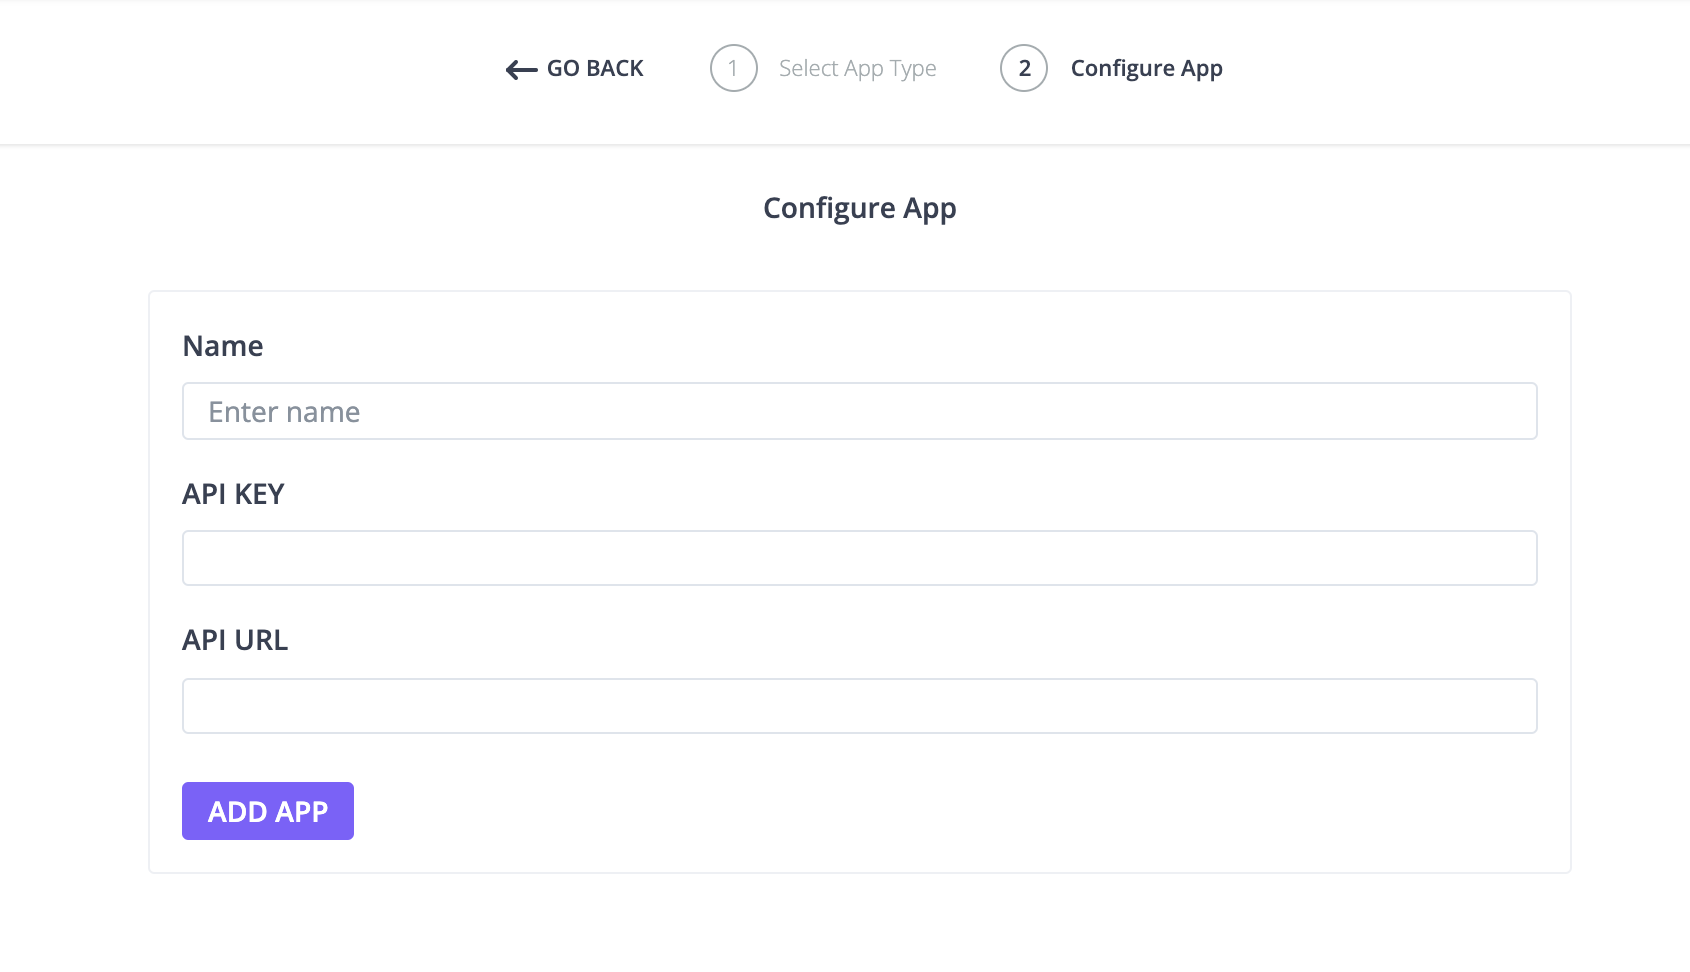 GO BACK 1 Select App Type 2 Configure App
Configure App
Name
Enter name
API KEY
API URL
ADD APP